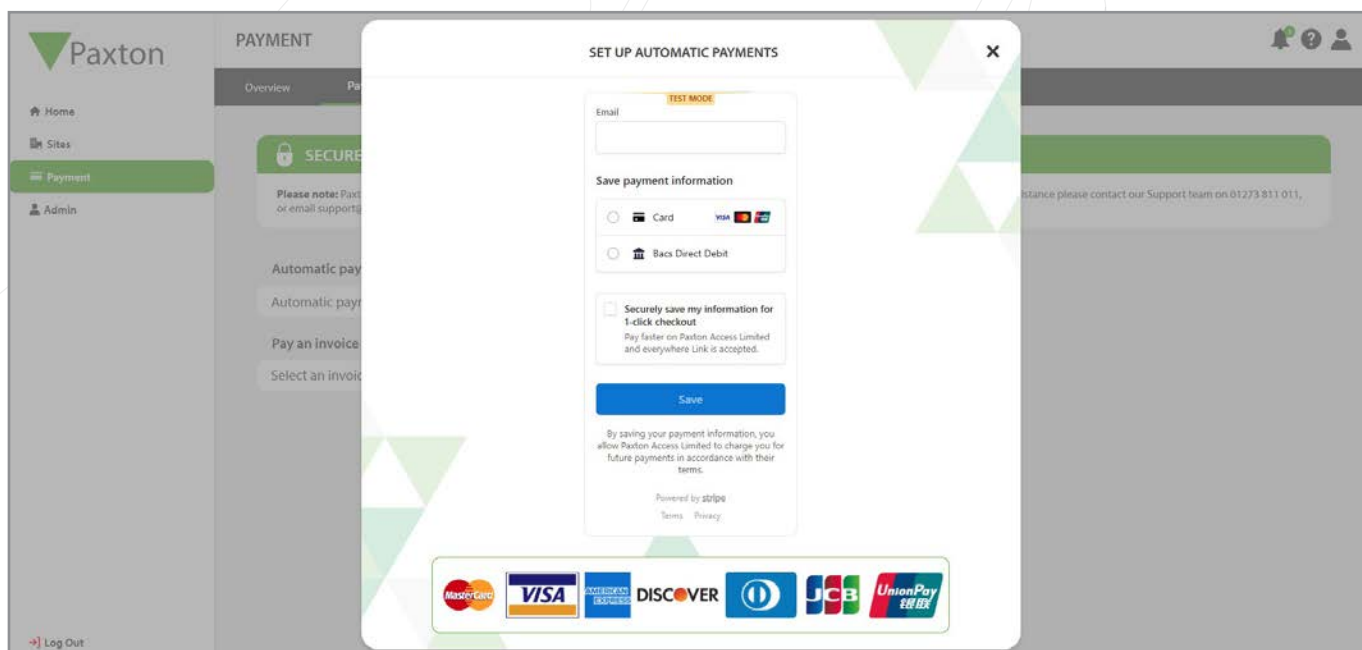 Paxton
Home
Sites
Payment
Admin
Log Out
PAYMENT
Overview
Pa
SECURE
Please note: Paxt
or email support@
istance please contact our Support team on 01273 811 011,
Automatic pay
Automatic payr
Pay an invoice
Select an invoic
SET UP AUTOMATIC PAYMENTS
TEST MODE
Email
Save payment information
Card VISA
Bacs Direct Debit
Securely save my information for
1-click checkout
Pay faster on Paxton Access Limited
and everywhere Link is accepted.
Save
By saving your payment information, you
allow Paxton Access Limited to charge you for
future payments in accordance with their
terms.
Powered by stripe
Terms Privacy
MasterCard VISA AMERICAN EXPRESS DISCOVER JCB UnionPay
银联